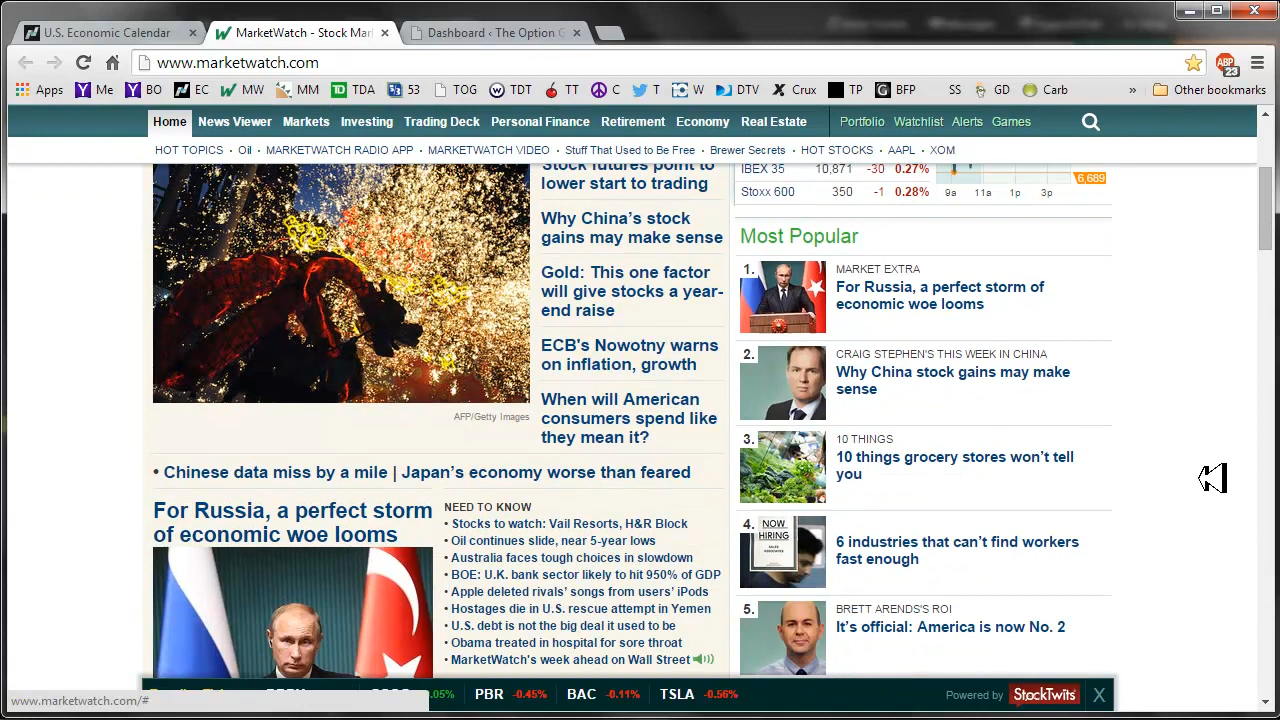 U.S. Economic Calendar
MarketWatch - Stock Mar
Dashboard ‹ The Option G
www.marketwatch.com
ABP
23
Apps
Me
BO
EC
MW
MM
TDA
53
TOG
TDT
TT
C
T
W
DTV
Crux
TP
BFP
SS
GD
Carb
»
Other bookmarks
Home
News Viewer
Markets
Investing
Trading Deck
Personal Finance
Retirement
Economy
Real Estate
Portfolio
Watchlist
Alerts
Games
HOT TOPICS • Oil • MARKETWATCH RADIO APP • MARKETWATCH VIDEO • Stuff That Used to Be Free • Brewer Secrets • HOT STOCKS • AAPL • XOM
AFP/Getty Images
Stock futures point to
lower start to trading
Why China's stock
gains may make sense
Gold: This one factor
will give stocks a year-
end raise
ECB's Nowotny warns
on inflation, growth
When will American
consumers spend like
they mean it?
• Chinese data miss by a mile | Japan's economy worse than feared
For Russia, a perfect storm
of economic woe looms
NEED TO KNOW
• Stocks to watch: Vail Resorts, H&R Block
• Oil continues slide, near 5-year lows
• Australia faces tough choices in slowdown
• BOE: U.K. bank sector likely to hit 950% of GDP
• Apple deleted rivals' songs from users' iPods
• Hostages die in U.S. rescue attempt in Yemen
• U.S. debt is not the big deal it used to be
• Obama treated in hospital for sore throat
• MarketWatch's week ahead on Wall Street
IBEX 35 10,871 -30 0.27%
Stoxx 600 350 -1 0.28%
6,689
9a 11a 1p 3p
Most Popular
1.
MARKET EXTRA
For Russia, a perfect storm of
economic woe looms
2.
CRAIG STEPHEN'S THIS WEEK IN CHINA
Why China stock gains may make
sense
3.
10 THINGS
10 things grocery stores won't tell
you
4.
NOW
HIRING
6 industries that can't find workers
fast enough
5.
BRETT ARENDS'S ROI
It's official: America is now No. 2
.05%
PBR -0.45%
BAC -0.11%
TSLA -0.56%
Powered by
StockTwits
X
www.marketwatch.com/#